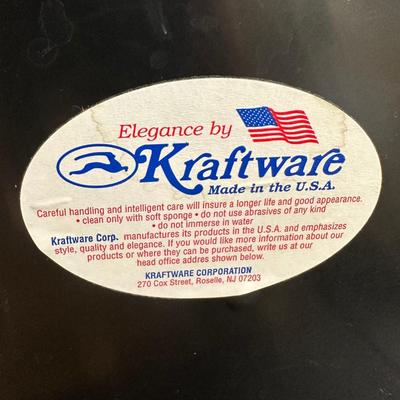 Elegance by
Kraftware
Made in the U.S.A.
Careful handling and intelligent care will insure a longer life and good appearance.
• clean only with soft sponge • do not use abrasives of any kind
• do not immerse in water
Kraftware Corp. manufactures its products in the U.S.A. and emphasizes
style, quality and elegance. If you would like more information about our
products or where they can be purchased, write us at our
head office addres shown below.
KRAFTWARE CORPORATION
270 Cox Street, Roselle, NJ 07203